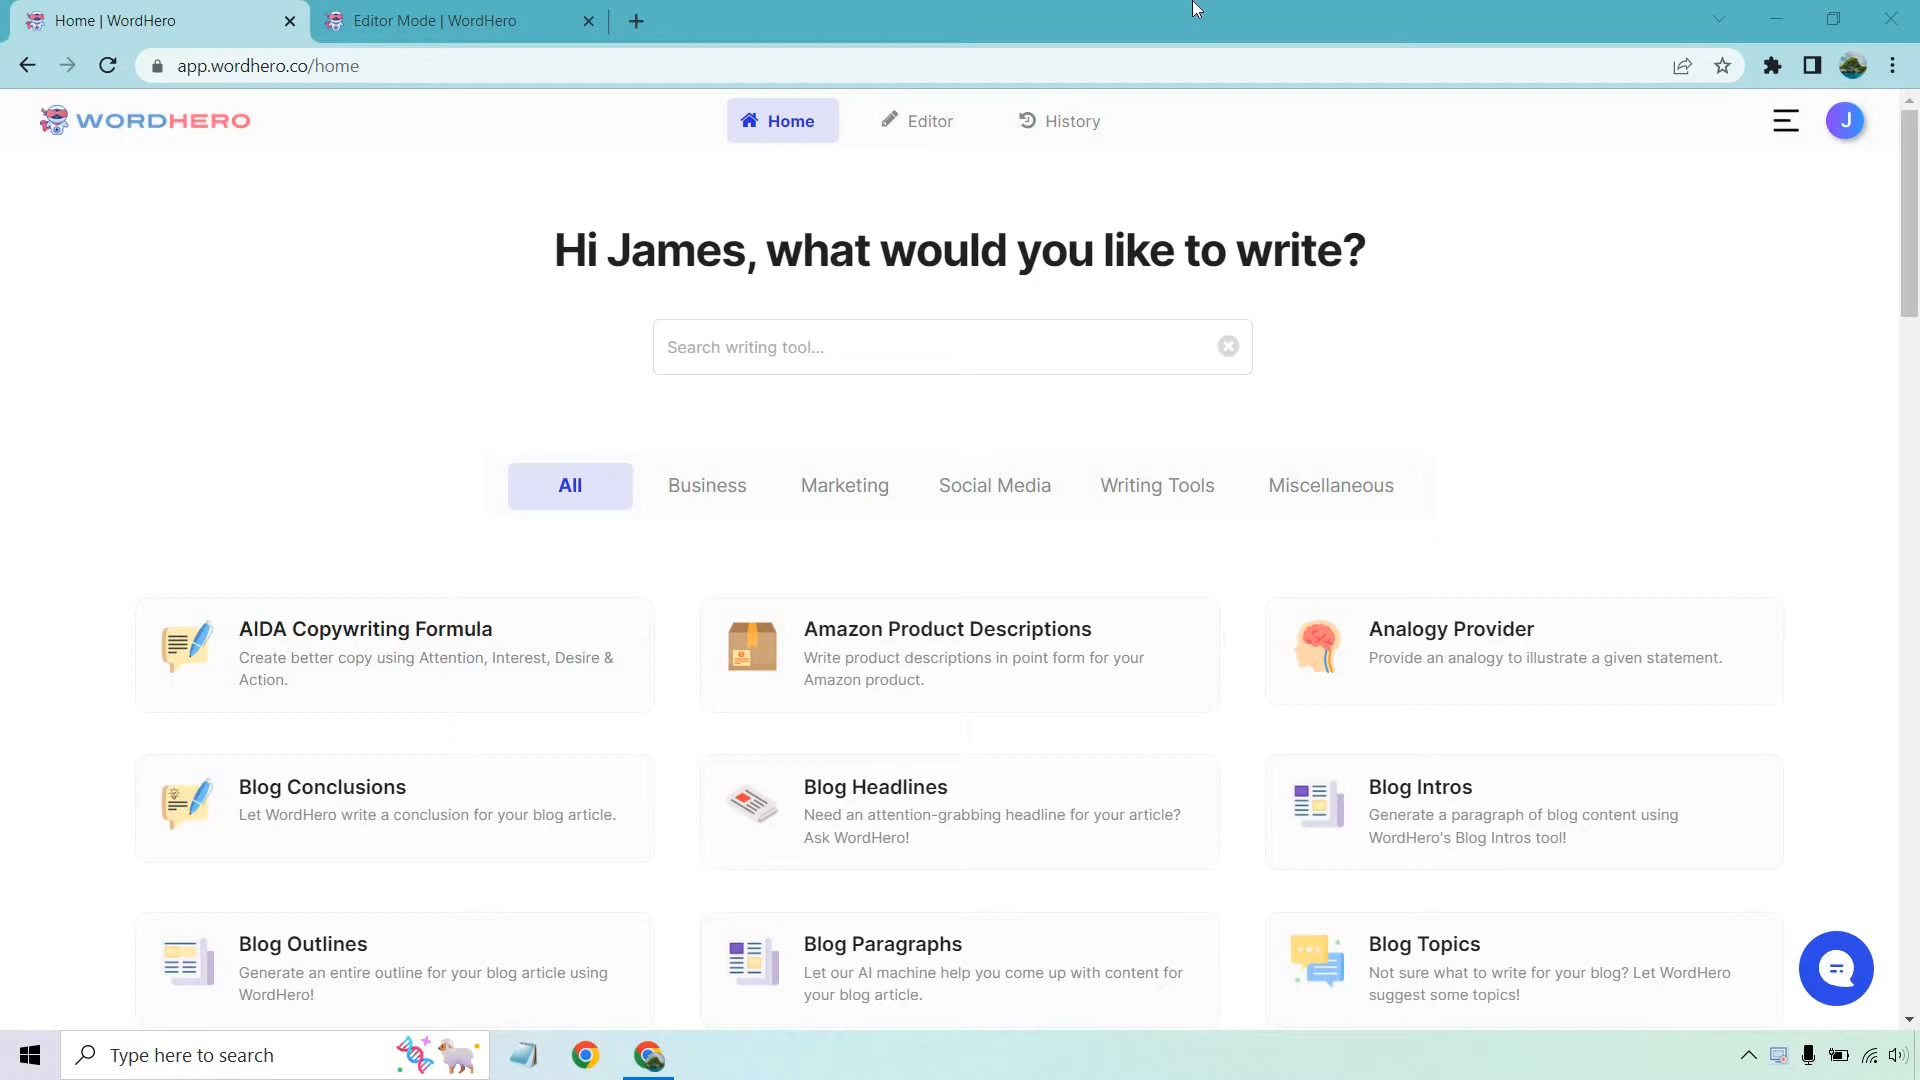 Home | WordHero
Editor Mode | WordHero
app.wordhero.co/home
WORDHERO
Home
Editor
History
J
Hi James, what would you like to write?
Search writing tool...
All
Business
Marketing
Social Media
Writing Tools
Miscellaneous
AIDA Copywriting Formula
Create better copy using Attention, Interest, Desire &
Action.
Amazon Product Descriptions
Write product descriptions in point form for your
Amazon product.
Analogy Provider
Provide an analogy to illustrate a given statement.
Blog Conclusions
Let WordHero write a conclusion for your blog article.
Blog Headlines
Need an attention-grabbing headline for your article?
Ask WordHero!
Blog Intros
Generate a paragraph of blog content using
WordHero's Blog Intros tool!
Blog Outlines
Generate an entire outline for your blog article using
WordHero!
Blog Paragraphs
Let our AI machine help you come up with content for
your blog article.
Blog Topics
Not sure what to write for your blog? Let WordHero
suggest some topics!
Type here to search